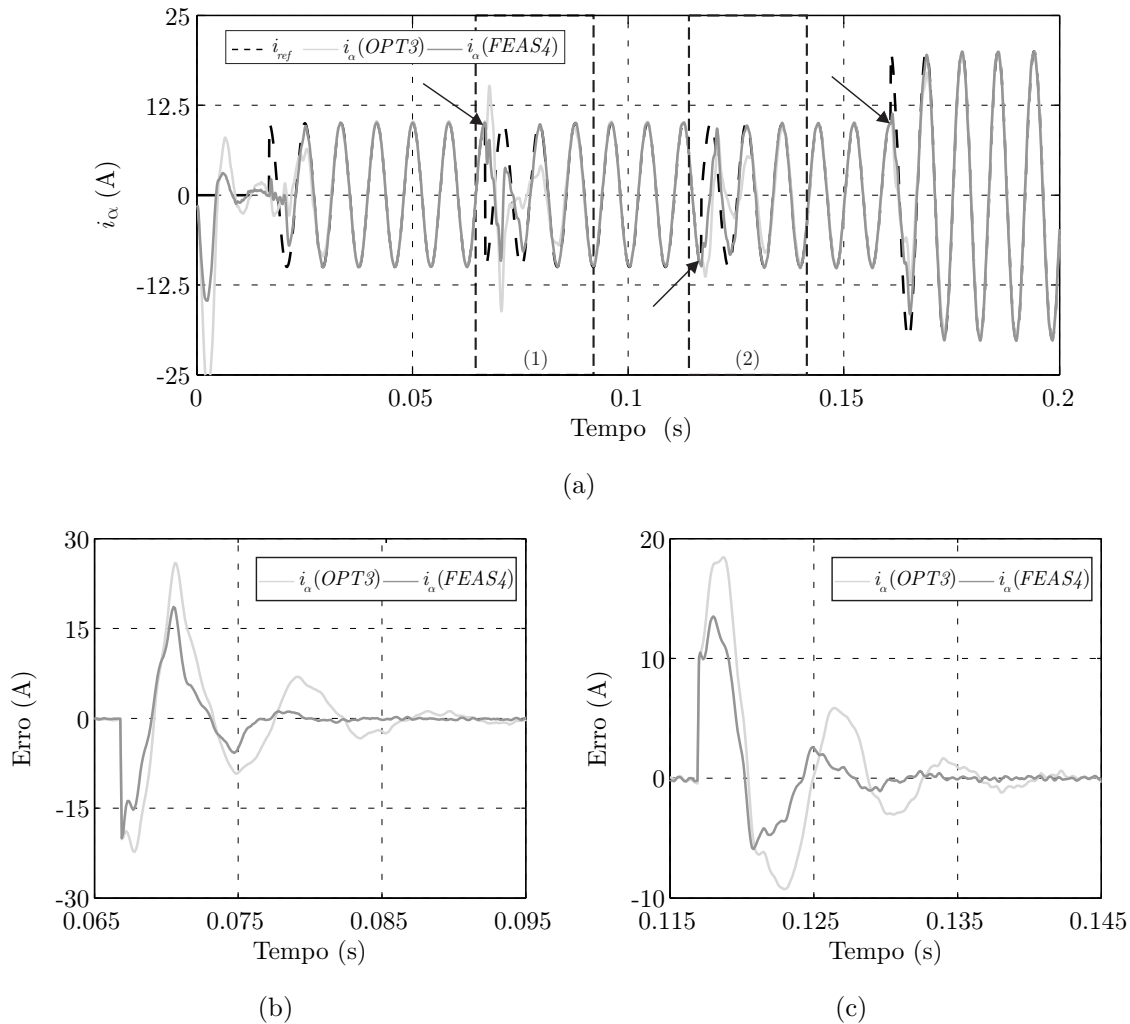 25
12.5
0
-12.5
-25
i_α (A)
i_ref i_α(OPT3) i_α(FEAS4)
(1)
(2)
0
0.05
0.1
0.15
0.2
Tempo (s)
(a)
30
15
0
-15
-30
Erro (A)
i_α(OPT3) i_α(FEAS4)
0.065
0.075
0.085
0.095
Tempo (s)
(b)
20
10
0
-10
Erro (A)
i_α(OPT3) i_α(FEAS4)
0.115
0.125
0.135
0.145
Tempo (s)
(c)